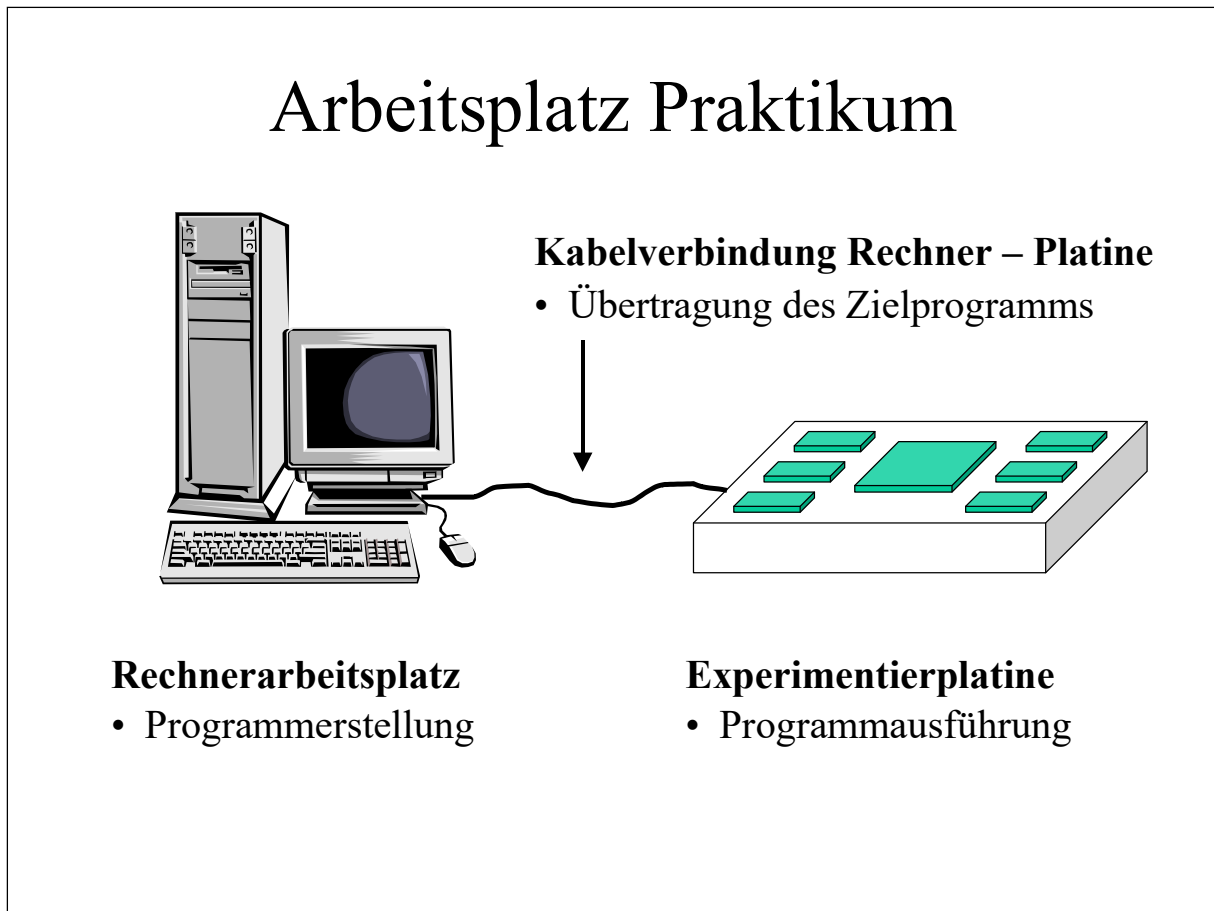 Arbeitsplatz Praktikum
Kabelverbindung Rechner – Platine
• Übertragung des Zielprogramms
Rechnerarbeitsplatz
• Programmerstellung
Experimentierplatine
• Programmausführung